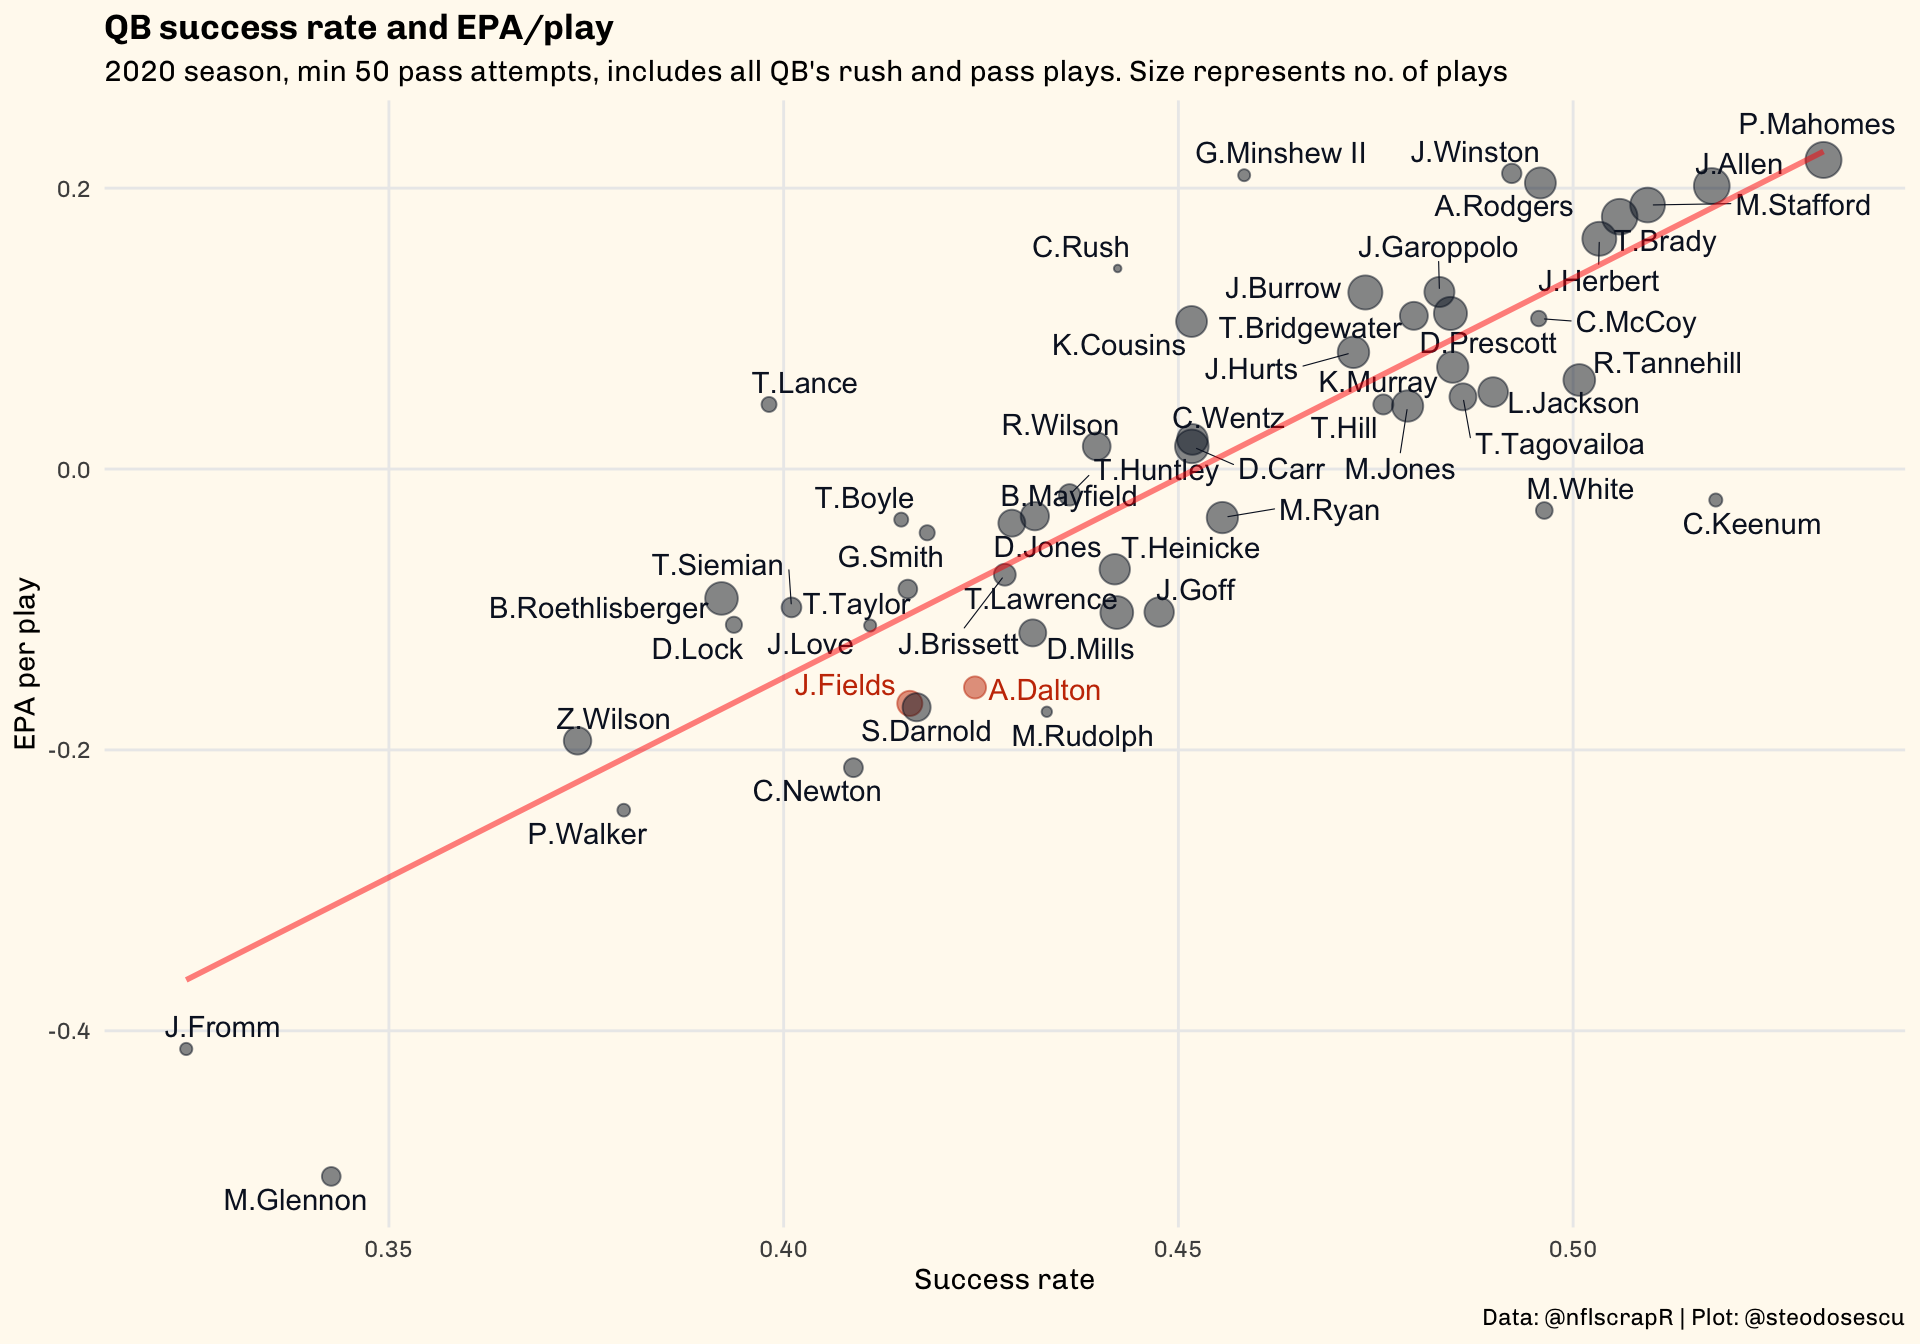 QB success rate and EPA/play
2020 season, min 50 pass attempts, includes all QB's rush and pass plays. Size represents no. of plays
P.Mahomes
G.Minshew II
J.Winston
J.Allen
0.2
A.Rodgers
M.Stafford
C.Rush
J.Garoppolo
T.Brady
J.Herbert
J.Burrow
C.McCoy
T.Bridgewater
K.Cousins
D.Prescott
J.Hurts
R.Tannehill
T.Lance
K.Murray
L.Jackson
R.Wilson
C.Wentz
T.Hill
T.Tagovailoa
0.0
T.Huntley
D.Carr
M.Jones
T.Boyle
B.Mayfield
M.White
M.Ryan
C.Keenum
G.Smith
D.Jones
T.Heinicke
T.Siemian
J.Goff
B.Roethlisberger
T.Taylor
T.Lawrence
D.Lock
J.Love
J.Brissett
D.Mills
J.Fields
A.Dalton
Z.Wilson
S.Darnold
M.Rudolph
-0.2
C.Newton
P.Walker
EPA per play
J.Fromm
-0.4
M.Glennon
0.35
0.40
0.45
0.50
Success rate
Data: @nflscrapR | Plot: @steodosescu